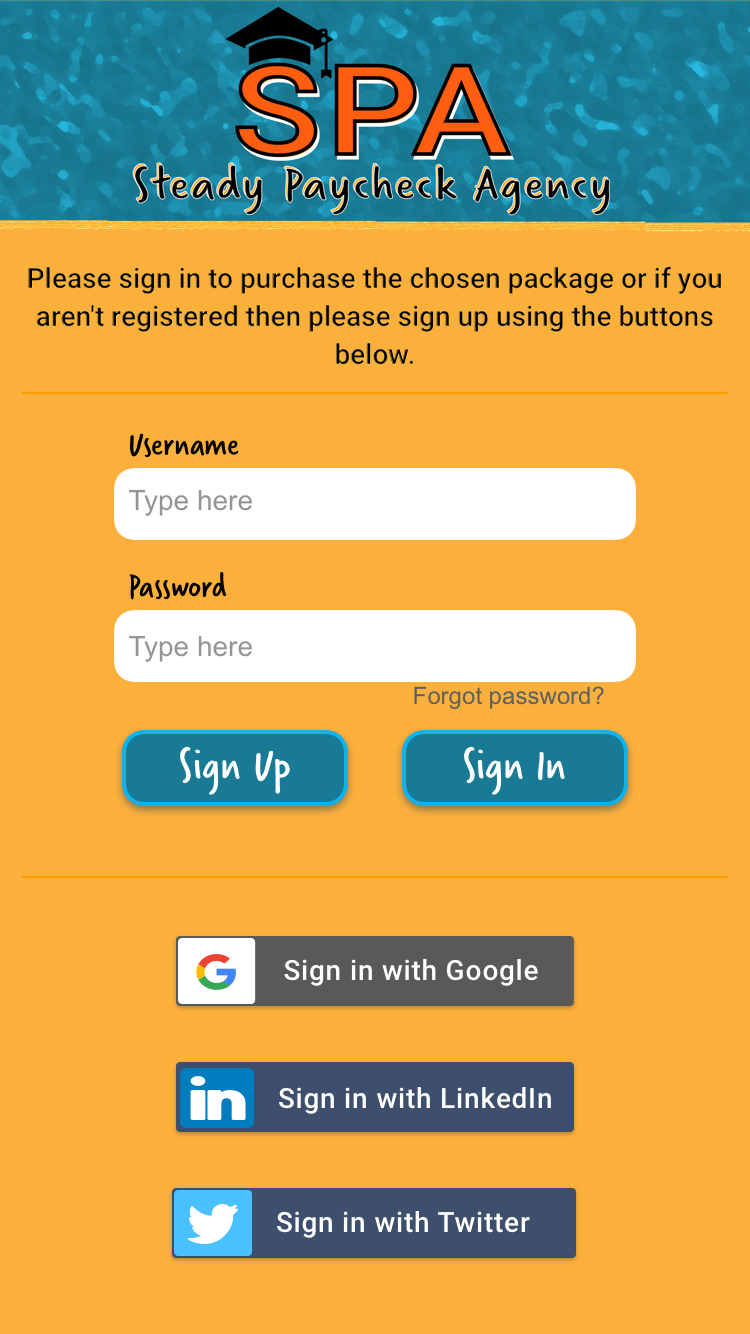 SPA
Steady Paycheck Agency
Please sign in to purchase the chosen package or if you
aren't registered then please sign up using the buttons
below.
Username
Type here
Password
Type here
Forgot password?
Sign Up
Sign In
Sign in with Google
in
Sign in with LinkedIn
Sign in with Twitter